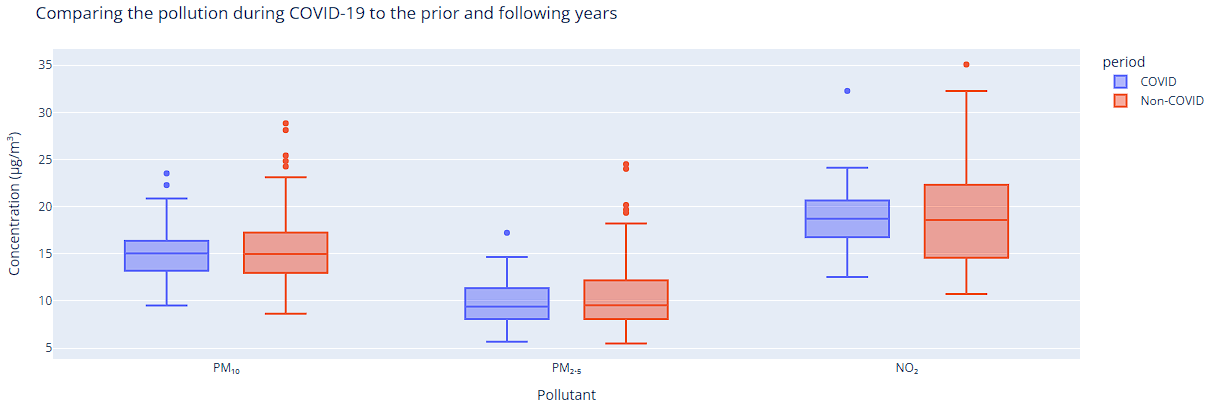 Comparing the pollution during COVID-19 to the prior and following years
period
COVID
Non-COVID
Concentration (µg/m³)
35
30
25
20
15
10
5
PM₁₀
PM₂.₅
NO₂
Pollutant